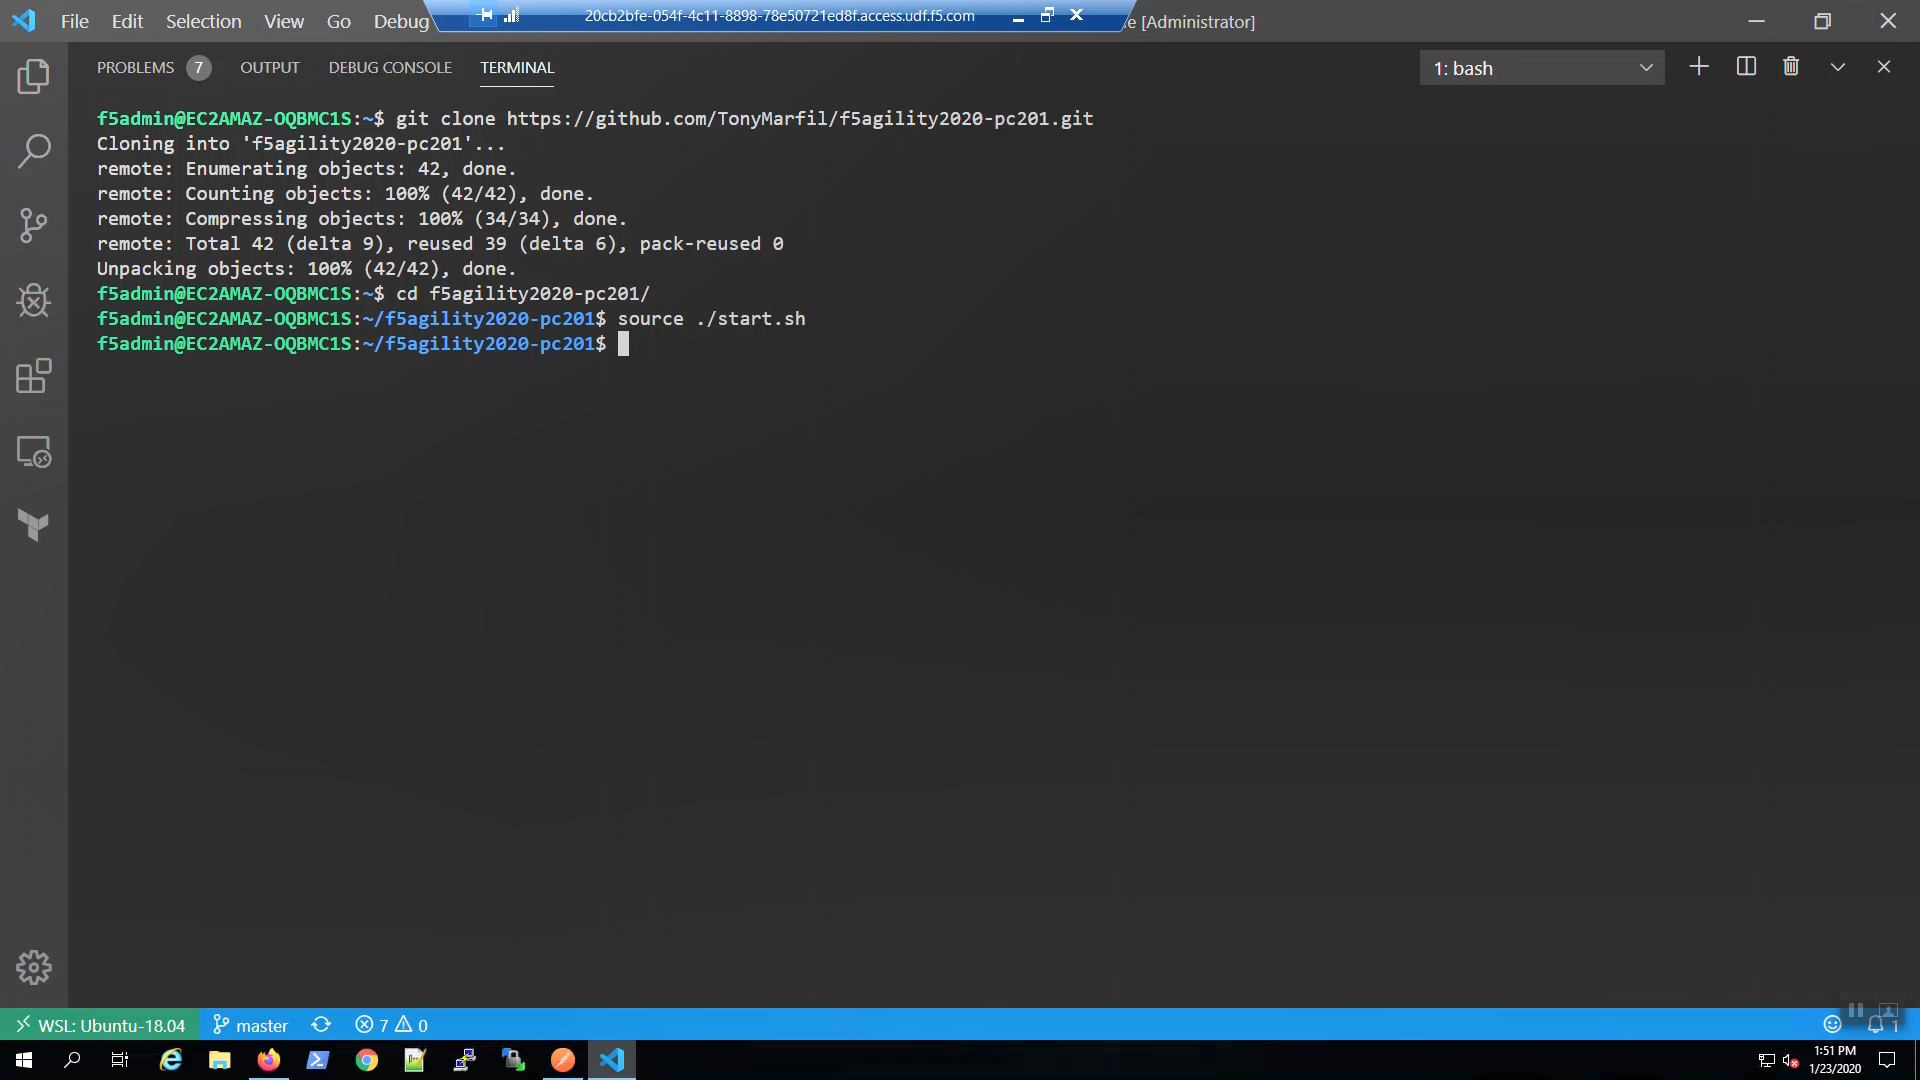 File Edit Selection View Go Debug
20cb2bfe-054f-4c11-8898-78e50721ed8f.access.udf.f5.com
e [Administrator]
PROBLEMS 7 OUTPUT DEBUG CONSOLE TERMINAL
1: bash
f5admin@EC2AMAZ-OQBMC1S:~$ git clone https://github.com/TonyMarfil/f5agility2020-pc201.git
Cloning into 'f5agility2020-pc201'...
remote: Enumerating objects: 42, done.
remote: Counting objects: 100% (42/42), done.
remote: Compressing objects: 100% (34/34), done.
remote: Total 42 (delta 9), reused 39 (delta 6), pack-reused 0
Unpacking objects: 100% (42/42), done.
f5admin@EC2AMAZ-OQBMC1S:~$ cd f5agility2020-pc201/
f5admin@EC2AMAZ-OQBMC1S:~/f5agility2020-pc201$ source ./start.sh
f5admin@EC2AMAZ-OQBMC1S:~/f5agility2020-pc201$
WSL: Ubuntu-18.04 master 7 0 1
1:51 PM
1/23/2020